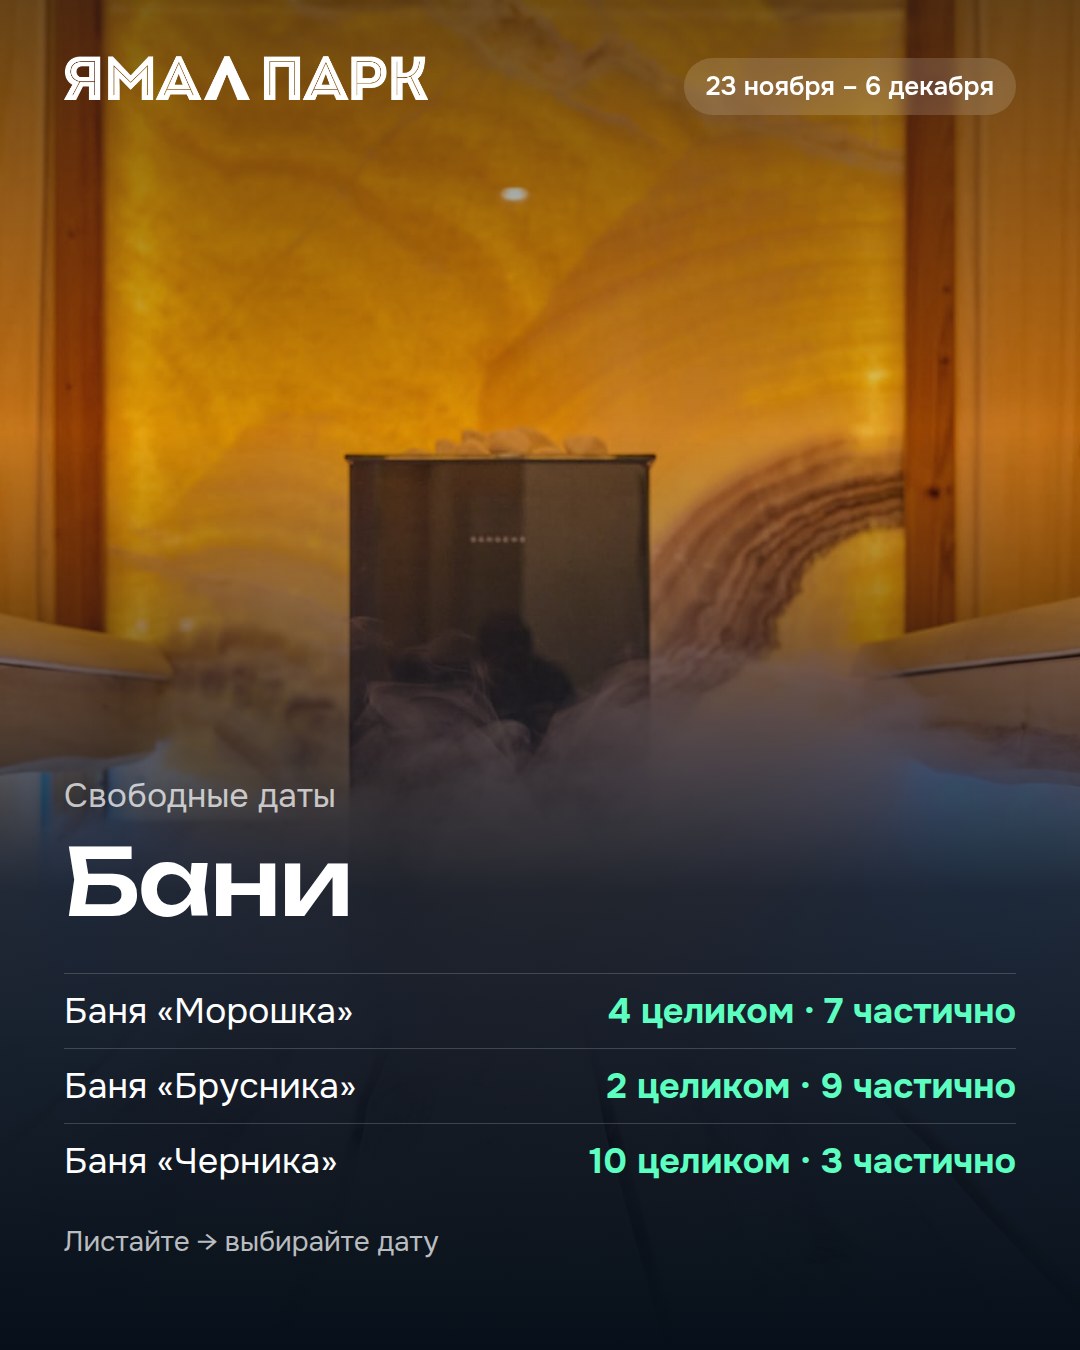 ЯМАЛ ПАРК
23 ноября – 6 декабря
Свободные даты
Бани
Баня «Морошка» 4 целиком · 7 частично
Баня «Брусника» 2 целиком · 9 частично
Баня «Черника» 10 целиком · 3 частично
Листайте → выбирайте дату